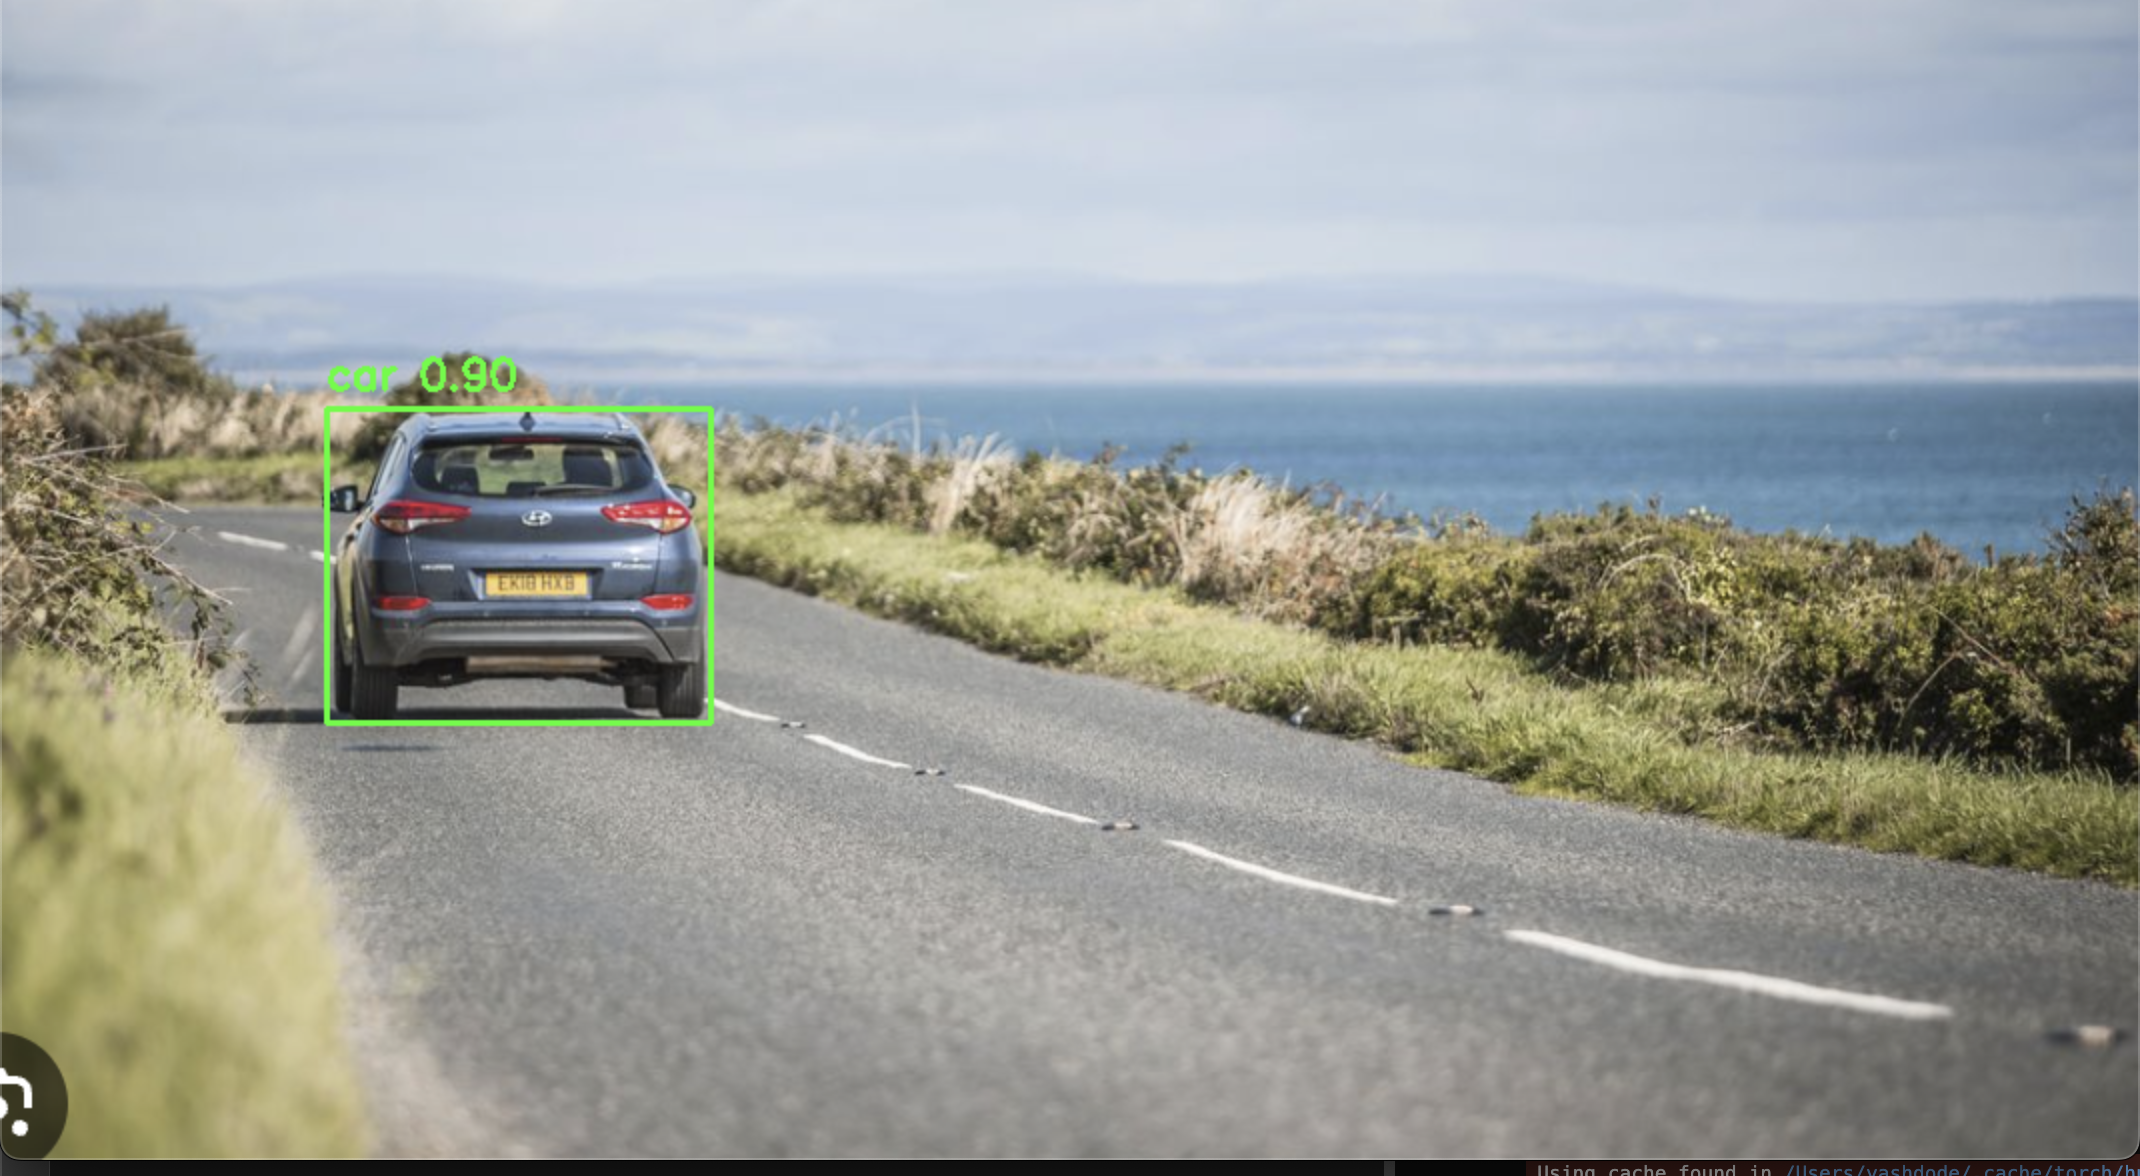 car 0.90
EK18 HXB
Using cache found in /Users/yashdode/.cache/torch/h